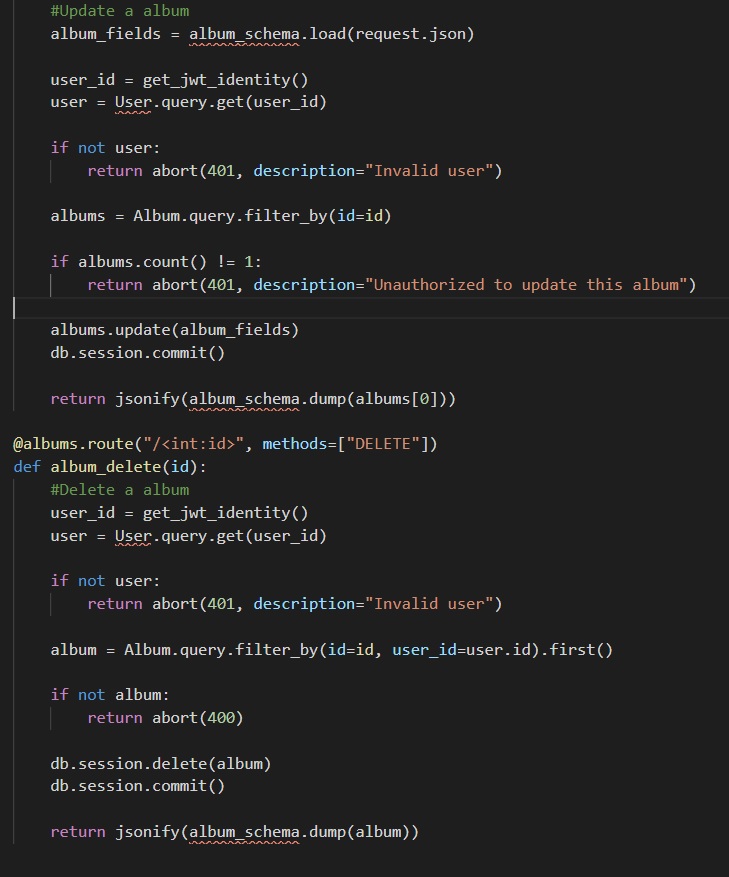 #Update a album
album_fields = album_schema.load(request.json)
user_id = get_jwt_identity()
user = User.query.get(user_id)
if not user:
return abort(401, description="Invalid user")
albums = Album.query.filter_by(id=id)
if albums.count() != 1:
return abort(401, description="Unauthorized to update this album")
albums.update(album_fields)
db.session.commit()
return jsonify(album_schema.dump(albums[0]))
@albums.route("/<int:id>", methods=["DELETE"])
def album_delete(id):
#Delete a album
user_id = get_jwt_identity()
user = User.query.get(user_id)
if not user:
return abort(401, description="Invalid user")
album = Album.query.filter_by(id=id, user_id=user.id).first()
if not album:
return abort(400)
db.session.delete(album)
db.session.commit()
return jsonify(album_schema.dump(album))